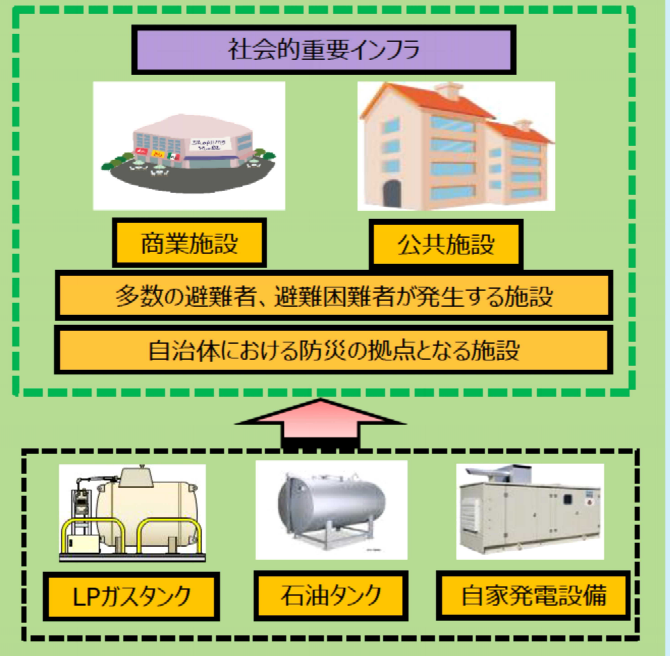 社会的重要インフラ
商業施設
公共施設
多数の避難者、避難困難者が発生する施設
自治体における防災の拠点となる施設
LPガスタンク
石油タンク
自家発電設備